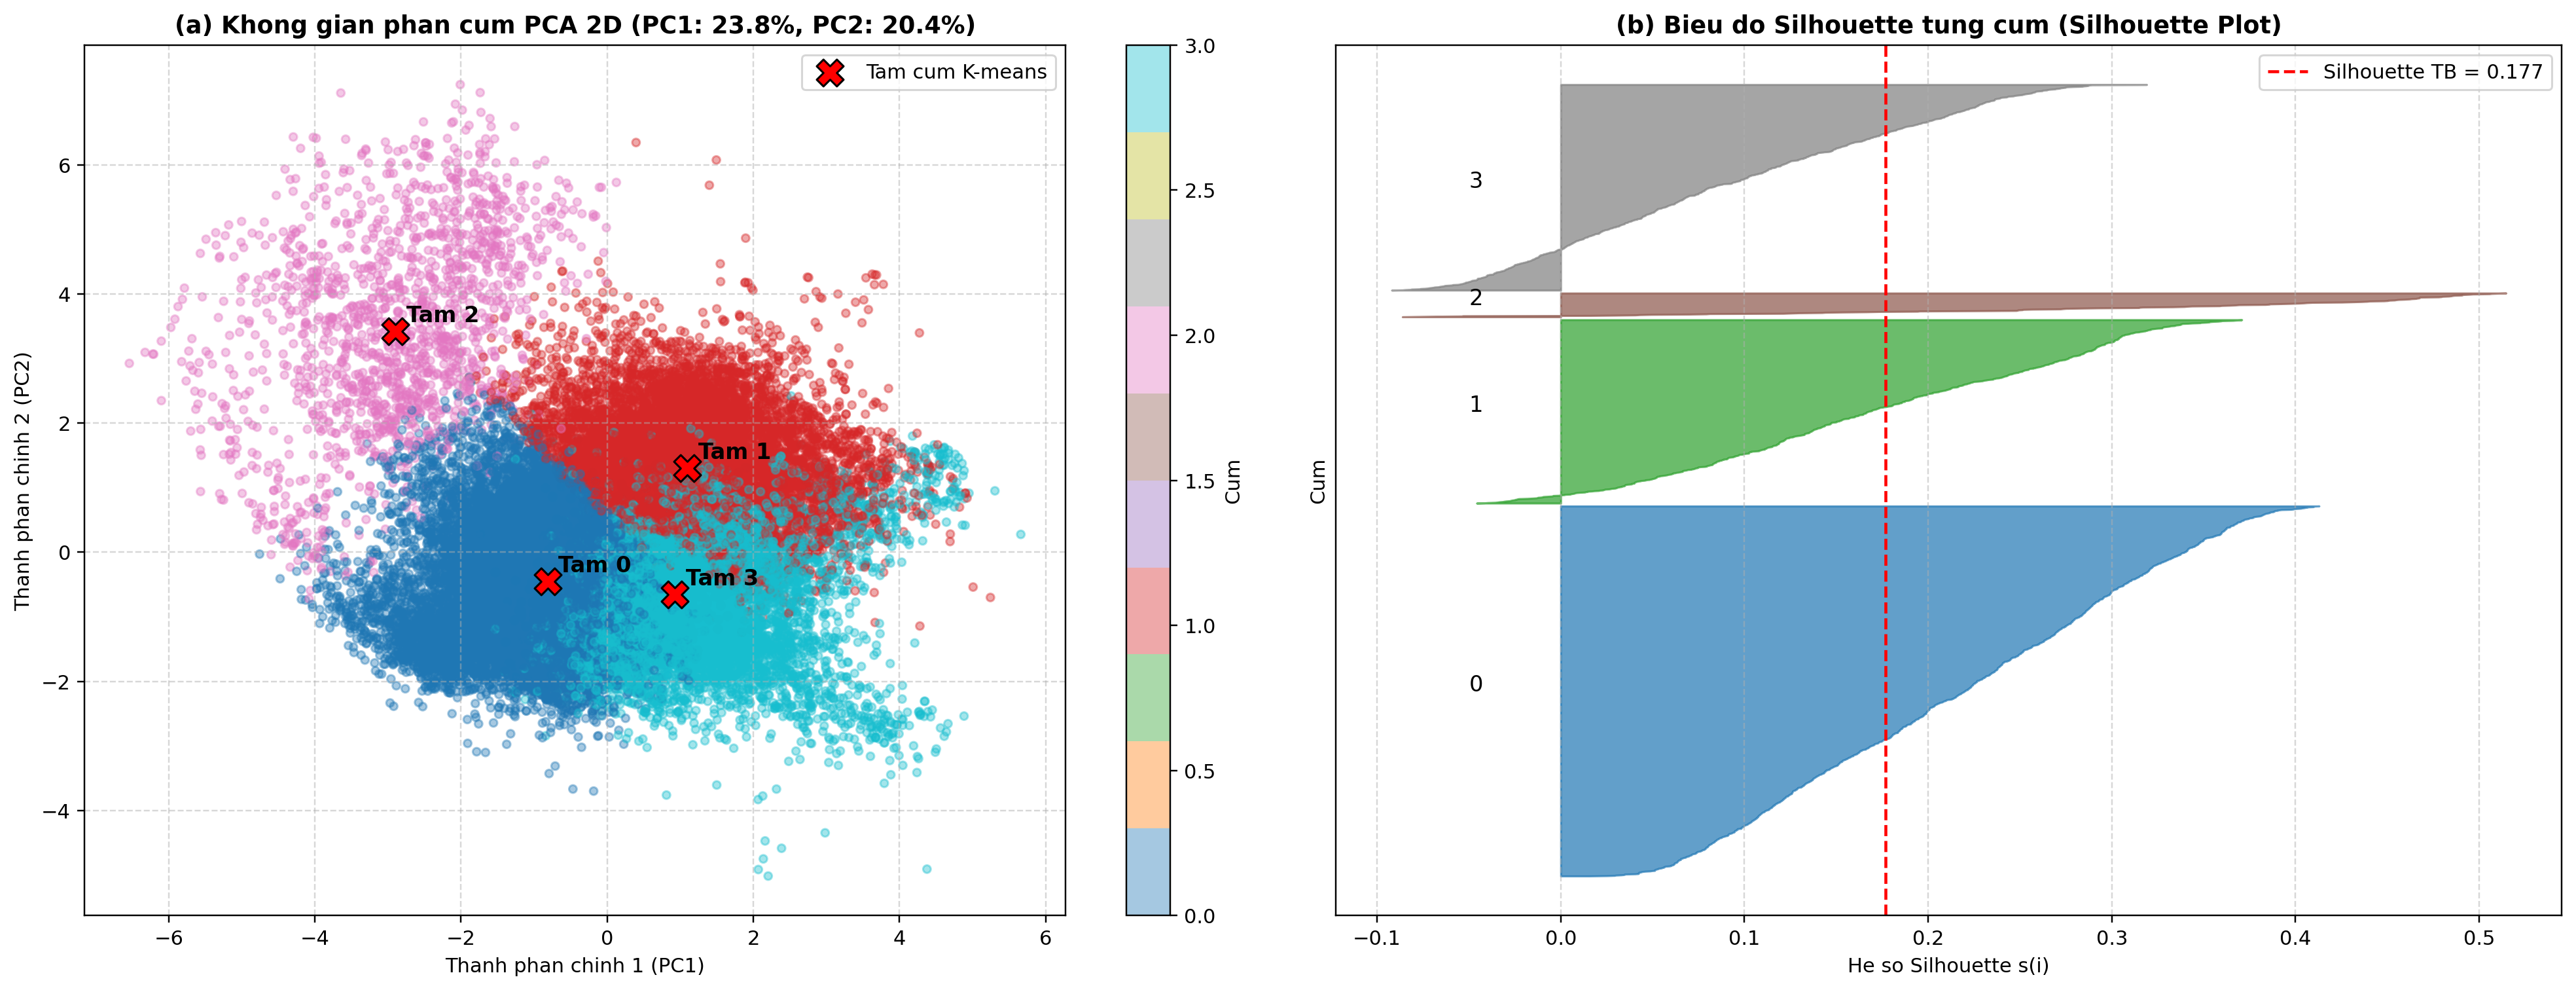 (a) Khong gian phan cum PCA 2D (PC1: 23.8%, PC2: 20.4%)
Tam cum K-means
Thanh phan chinh 2 (PC2)
6
4
2
0
−2
−4
Tam 2
Tam 1
Tam 0
Tam 3
−6
−4
−2
0
2
4
6
Thanh phan chinh 1 (PC1)
3.0
2.5
2.0
1.5
1.0
0.5
0.0
Cum
(b) Bieu do Silhouette tung cum (Silhouette Plot)
Silhouette TB = 0.177
Cum
3
2
1
0
−0.1
0.0
0.1
0.2
0.3
0.4
0.5
He so Silhouette s(i)